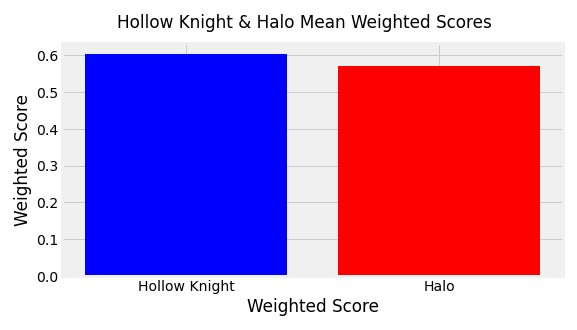 Hollow Knight & Halo Mean Weighted Scores
Weighted Score
0.6
0.5
0.4
0.3
0.2
0.1
0.0
Hollow Knight
Halo
Weighted Score